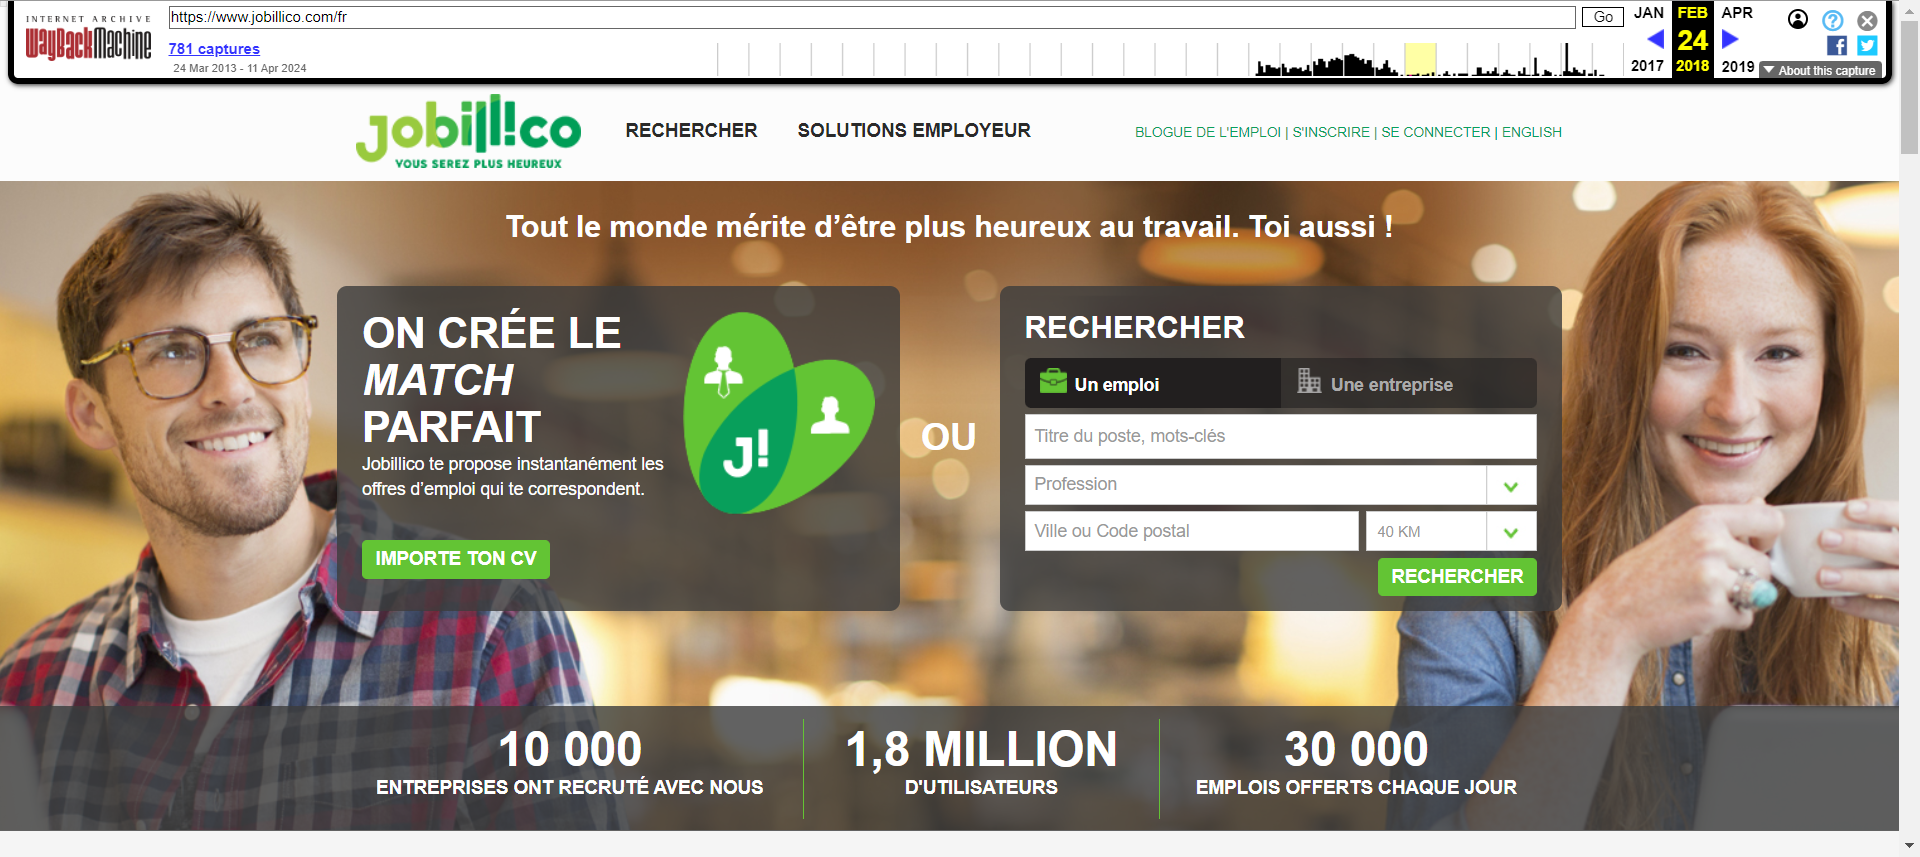 INTERNET ARCHIVE
WayBackMachine
https://www.jobillico.com/fr
Go
JAN
FEB
APR
781 captures
24
24 Mar 2013 - 11 Apr 2024
2017
2018
2019
About this capture
jobillico
VOUS SEREZ PLUS HEUREUX
RECHERCHER
SOLUTIONS EMPLOYEUR
BLOGUE DE L'EMPLOI | S'INSCRIRE | SE CONNECTER | ENGLISH
Tout le monde mérite d’être plus heureux au travail. Toi aussi !
ON CRÉE LE
MATCH
PARFAIT
Jobillico te propose instantanément les
offres d’emploi qui te correspondent.
J!
IMPORTE TON CV
OU
RECHERCHER
Un emploi
Une entreprise
Titre du poste, mots-clés
Profession
Ville ou Code postal
40 KM
RECHERCHER
10 000
ENTREPRISES ONT RECRUTÉ AVEC NOUS
1,8 MILLION
D'UTILISATEURS
30 000
EMPLOIS OFFERTS CHAQUE JOUR